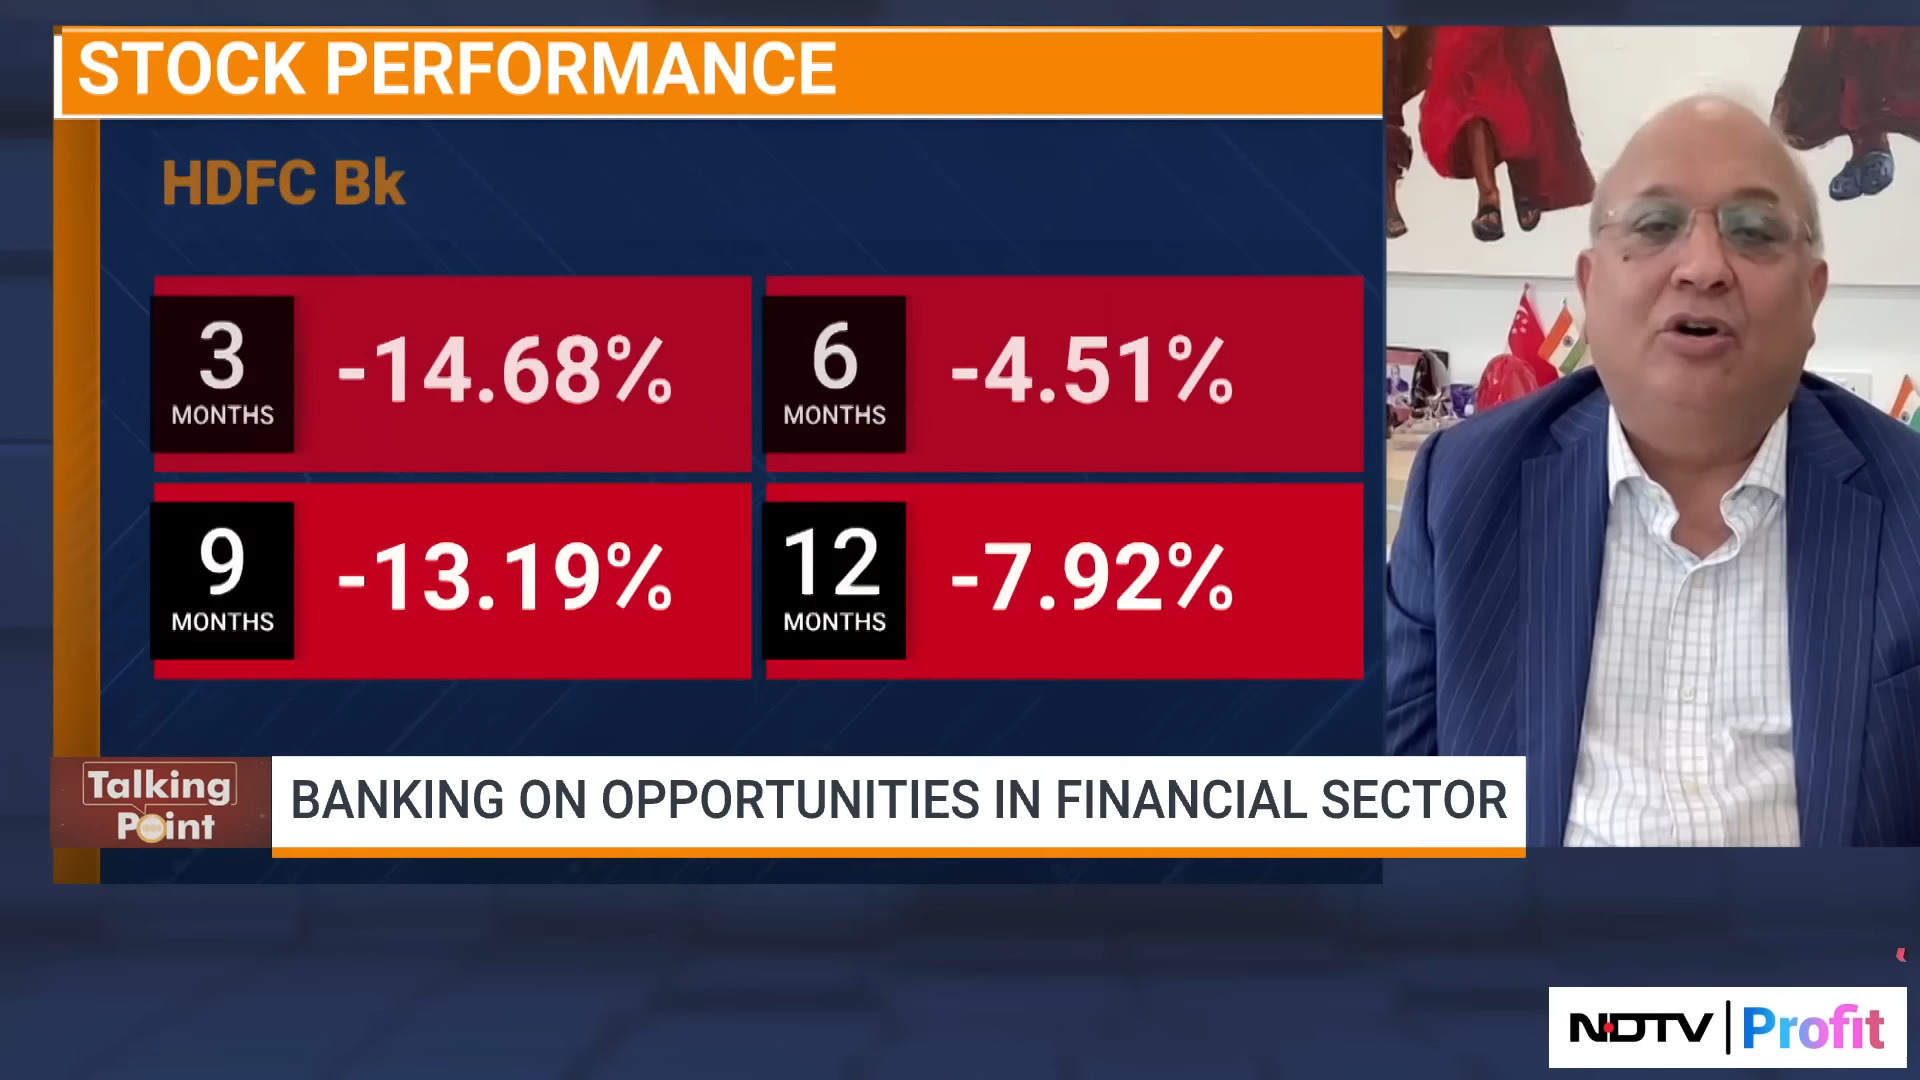 STOCK PERFORMANCE
HDFC Bk
3
MONTHS
-14.68%
6
MONTHS
-4.51%
9
MONTHS
-13.19%
12
MONTHS
-7.92%
Talking
Point
BANKING ON OPPORTUNITIES IN FINANCIAL SECTOR
NDTV | Profit